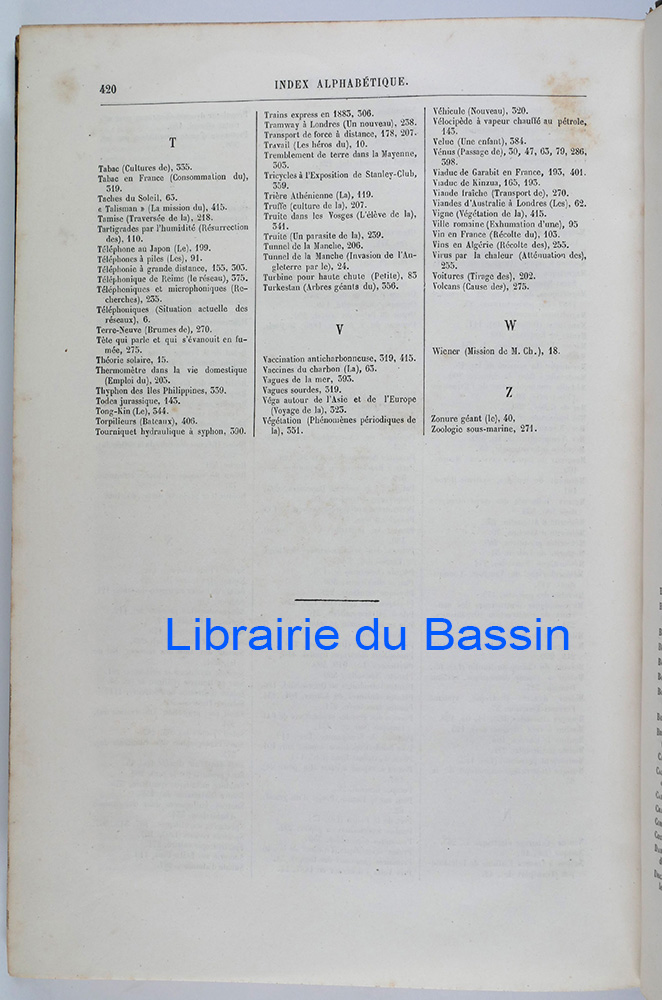 420
INDEX ALPHABÉTIQUE.
T
Tabac (Cultures de), 335.
Tabac en France (Consommation du),
319.
Taches du Soleil, 63.
« Talisman » (La mission du), 415.
Tamise (Traversée de la), 218.
Tartigrades par l'humidité (Résurrection
des), 110.
Téléphone au Japon (Le), 199.
Téléphones à piles (Les), 91.
Téléphonie à grande distance, 155, 303.
Téléphonique de Reims (le réseau), 375.
Téléphoniques et microphoniques (Re-
cherches), 235.
Téléphoniques (Situation actuelle des
réseaux), 6.
Terre-Neuve (Brumes de), 270.
Tête qui parle et qui s'évanouit en fu-
mée, 275.
Théorie solaire, 15.
Thermomètre dans la vie domestique
(Emploi du), 203.
Thyphon des îles Philippines, 339.
Todea jurassique, 143.
Tong-Kin (Le), 344.
Torpilleurs (Bateaux), 406.
Tourniquet hydraulique à syphon, 300.
Trains express en 1883, 306.
Tramway à Londres (Un nouveau), 238.
Transport de force à distance, 178, 207.
Travail (Les héros du), 10.
Tremblement de terre dans la Mayenne,
303.
Tricycles à l'Exposition de Stanley-Club,
359.
Trière Athénienne (La), 119.
Truffe (culture de la), 207.
Truite dans les Vosges (L'élève de la),
341.
Truite (Un parasite de la), 239.
Tunnel de la Manche, 206.
Tunnel de la Manche (Invasion de l'An-
gleterre par le), 24.
Turbine pour haute chute (Petite), 83
Turkestan (Arbres géants du), 356.
V
Vaccination anticharbonneuse, 319, 415.
Vaccines du charbon (La), 63.
Vagues de la mer, 393.
Vagues sourdes, 319.
Véga autour de l'Asie et de l'Europe
(Voyage de la), 323.
Végétation (Phénomènes périodiques de
la), 351.
Véhicule (Nouveau), 320.
Vélocipède à vapeur chauffé au pétrole,
143.
Velue (Une enfant), 384.
Vénus (Passage de), 30, 47, 63, 79, 286,
398.
Viaduc de Garabit en France, 193, 401.
Viaduc de Kinzua, 165, 193.
Viande fraîche (Transport de), 270.
Viandes d'Australie à Londres (Les), 62.
Vigne (Végétation de la), 415.
Ville romaine (Exhumation d'une), 95
Vin en France (Récolte du), 103.
Vins en Algérie (Récolte des), 255.
Virus par la chaleur (Atténuation des),
255.
Voitures (Tirage des), 202.
Volcans (Cause des), 275.
W
Wiener (Mission de M. Ch.), 18.
Z
Zonure géant (le), 40.
Zoologie sous-marine, 271.
Librairie du Bassin